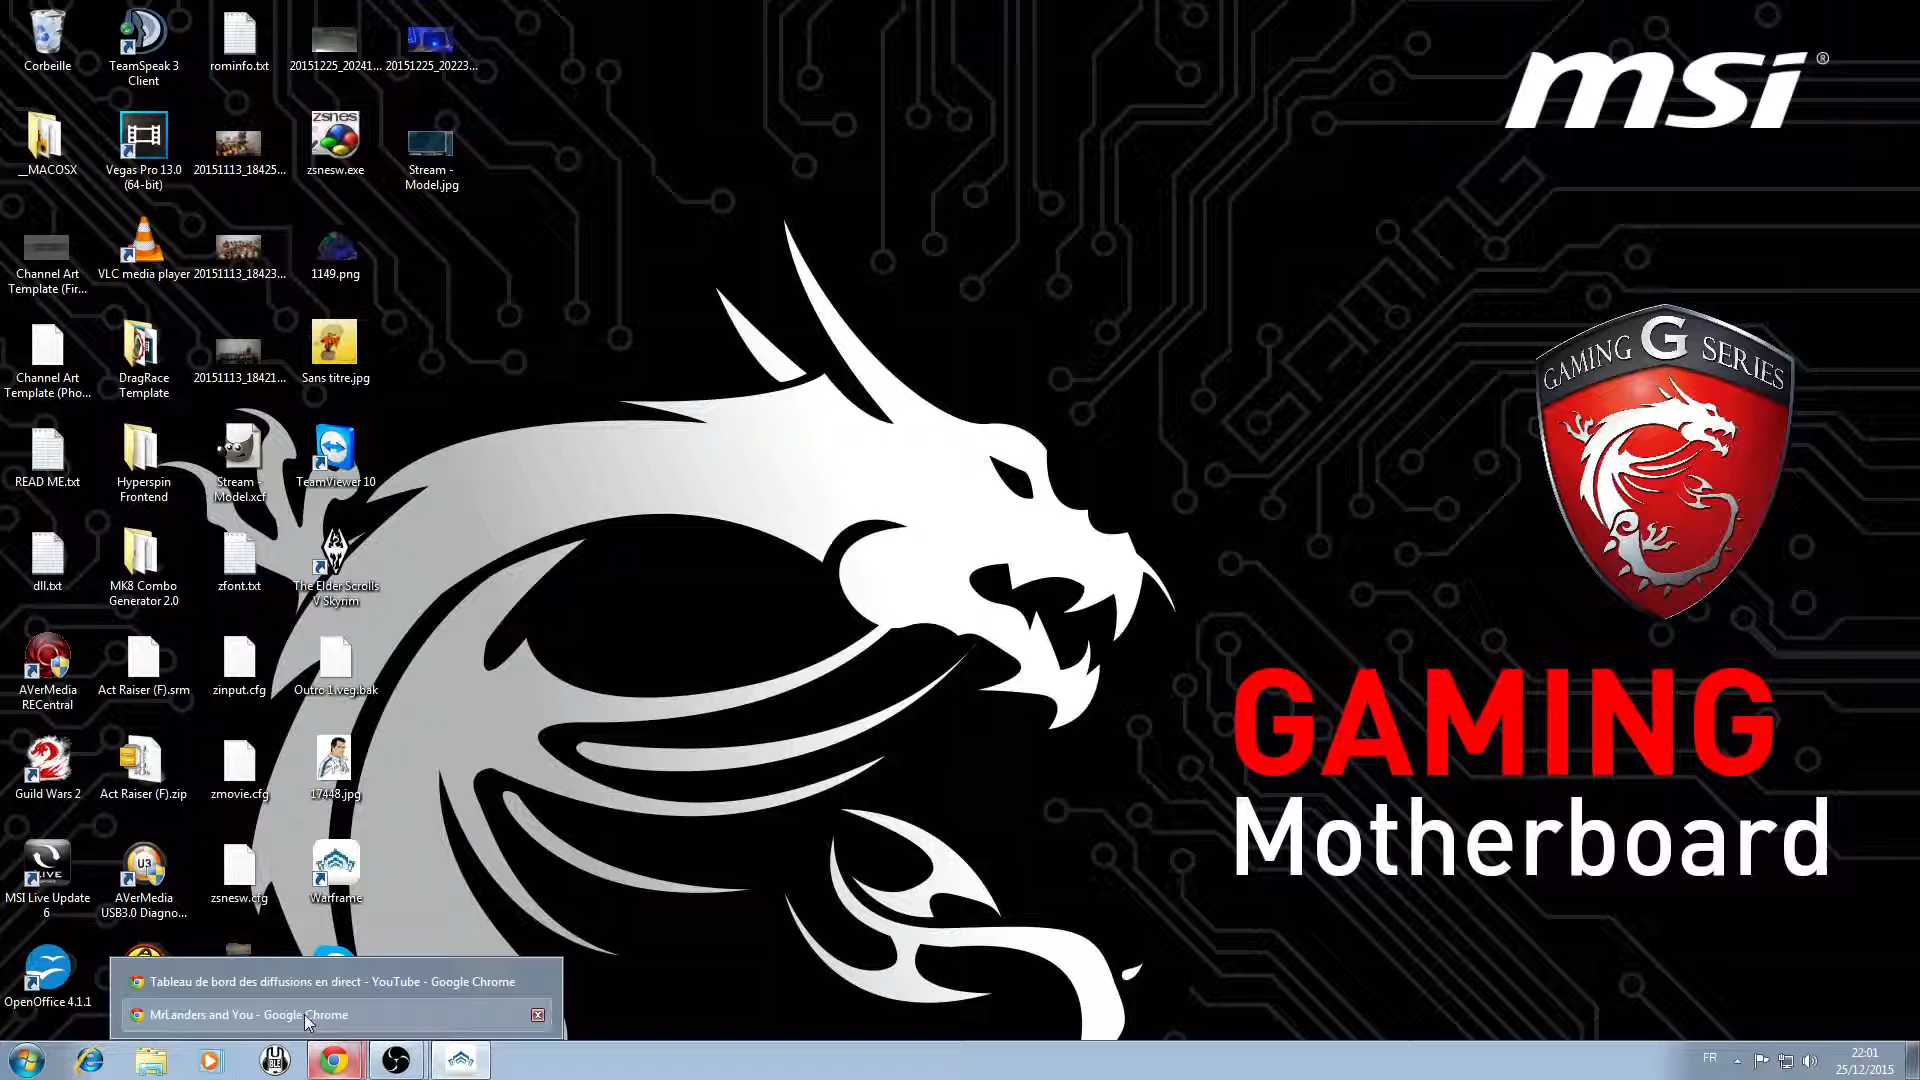 Corbeille
TeamSpeak 3
Client
rominfo.txt
20151225_20241...
20151225_20223...
__MACOSX
Vegas Pro 13.0
(64-bit)
20151113_18425...
zsnes
zsnesw.exe
Stream -
Model.jpg
Channel Art
Template (Fir...
VLC media player
20151113_18423...
1149.png
Channel Art
Template (Pho...
DragRace
Template
20151113_18421...
Sans titre.jpg
READ ME.txt
Hyperspin
Frontend
Stream -
Model.xcf
TeamViewer 10
dll.txt
MK8 Combo
Generator 2.0
zfont.txt
The Elder Scrolls
V Skyrim
AVerMedia
RECentral
Act Raiser (F).srm
zinput.cfg
Outro 1.veg.bak
Guild Wars 2
Act Raiser (F).zip
zmovie.cfg
17448.jpg
LIVE
MSI Live Update
6
U3
AVerMedia
USB3.0 Diagno...
zsnesw.cfg
Warframe
OpenOffice 4.1.1
Tableau de bord des diffusions en direct - YouTube - Google Chrome
MrLanders and You - Google Chrome
msi ®
GAMING
GAMING G SERIES
GAMING
Motherboard
FR
22:01
25/12/2015